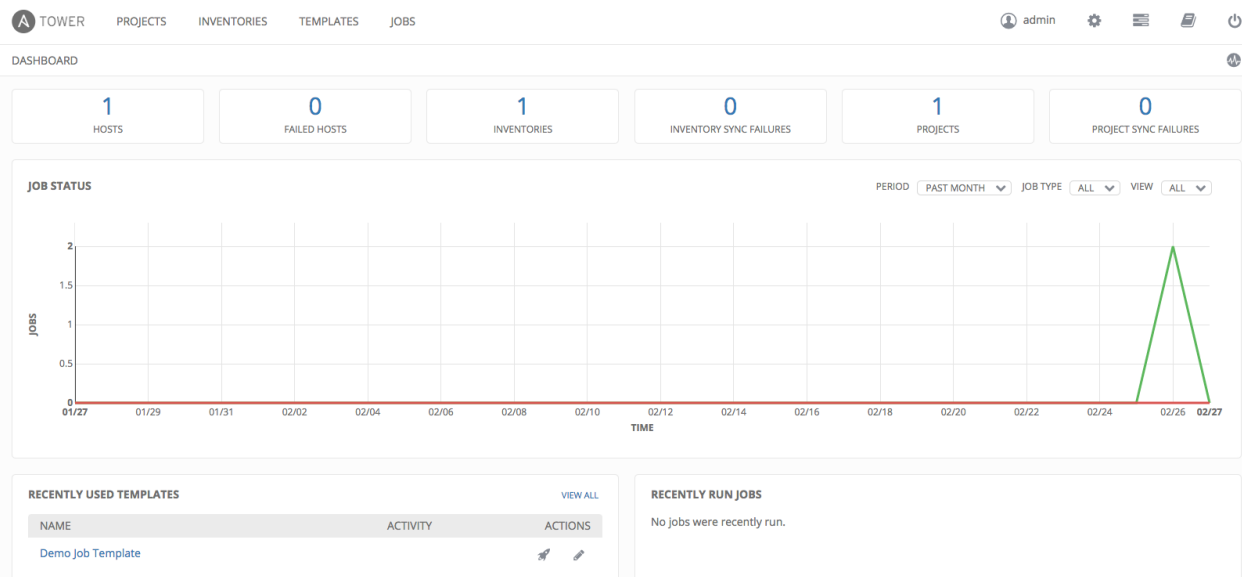 A TOWER PROJECTS INVENTORIES TEMPLATES JOBS admin
DASHBOARD
1 0 1 0 1 0
HOSTS FAILED HOSTS INVENTORIES INVENTORY SYNC FAILURES PROJECTS PROJECT SYNC FAILURES
JOB STATUS PERIOD PAST MONTH JOB TYPE ALL VIEW ALL
2
1.5
1
0.5
0
JOBS
01/27 01/29 01/31 02/02 02/04 02/06 02/08 02/10 02/12 02/14 02/16 02/18 02/20 02/22 02/24 02/26 02/27
TIME
RECENTLY USED TEMPLATES VIEW ALL
NAME ACTIVITY ACTIONS
Demo Job Template
RECENTLY RUN JOBS
No jobs were recently run.